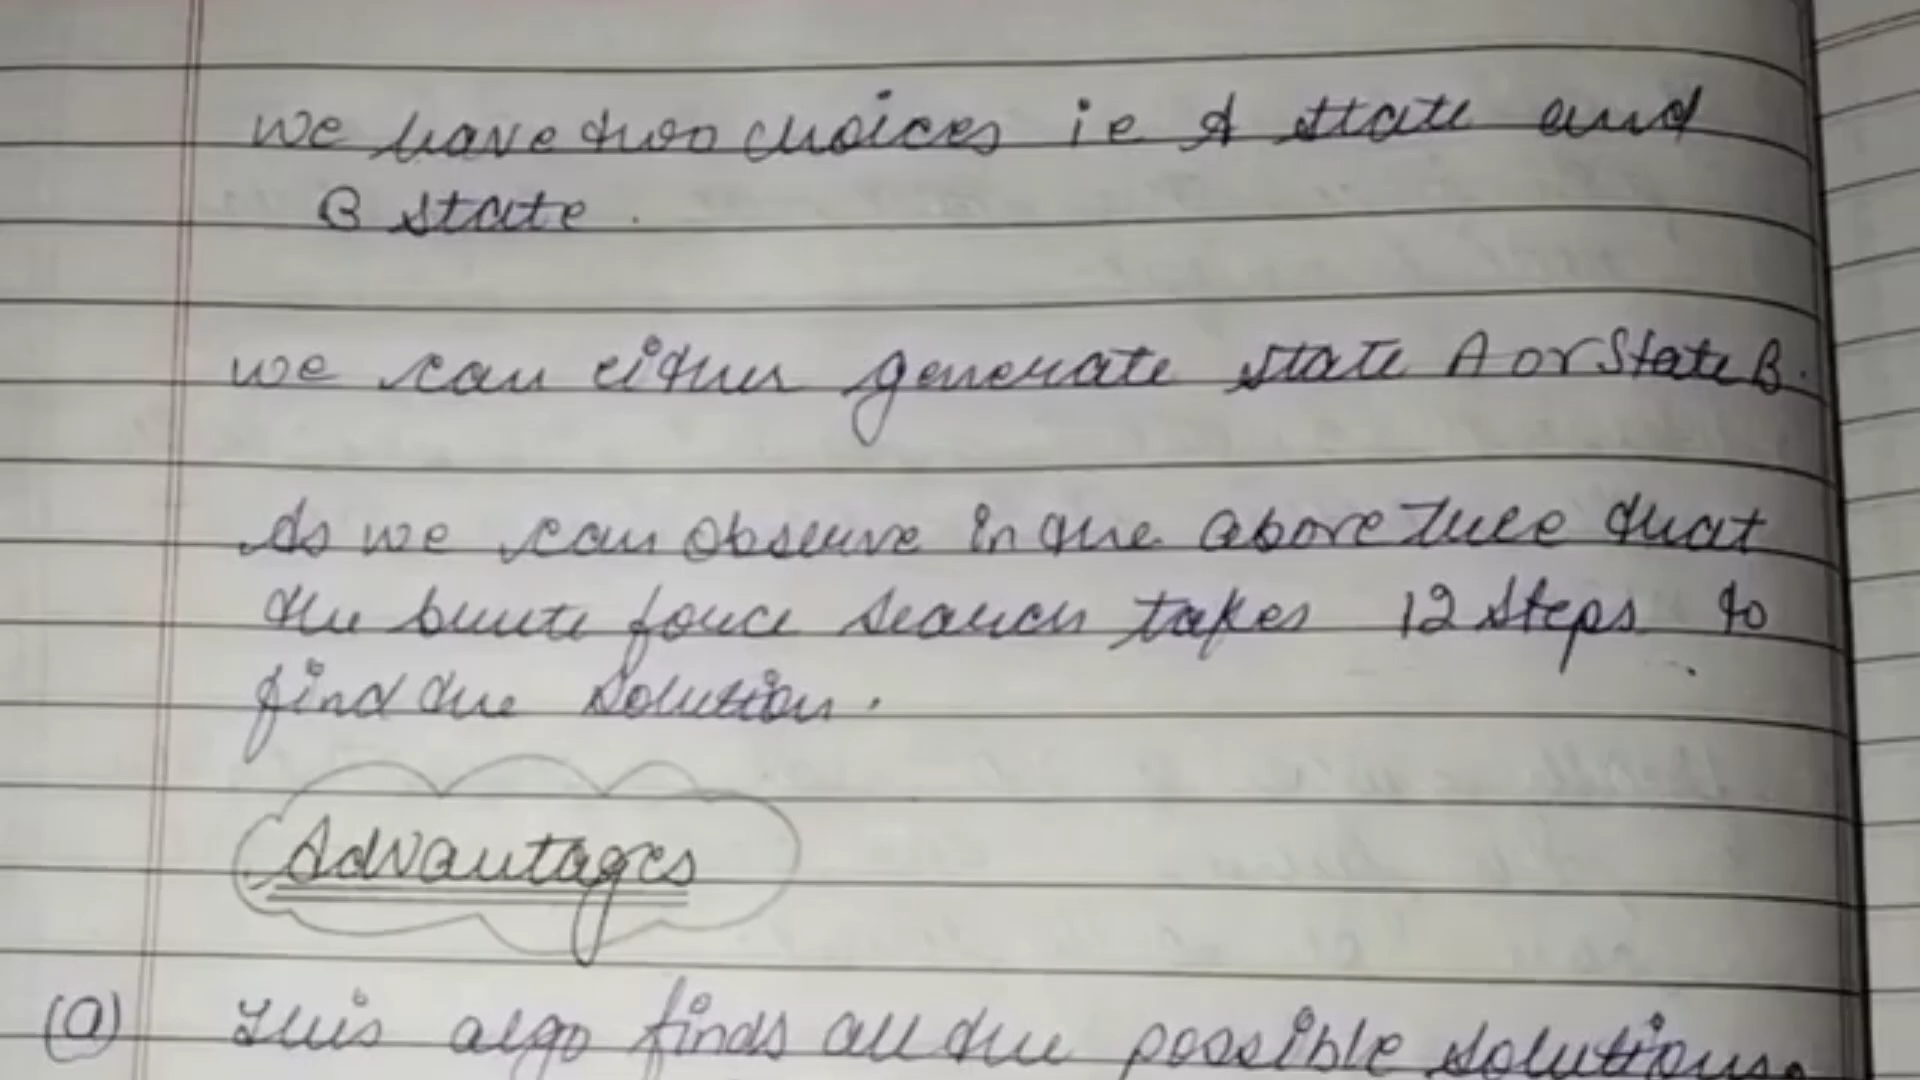 we have two choices ie A state and
B state.
we can either generate state A or State B.
As we can observe in the above tree that
the brute force search takes 12 steps to
find the solution.
Advantages
(a) This algo finds all the possible solutions.